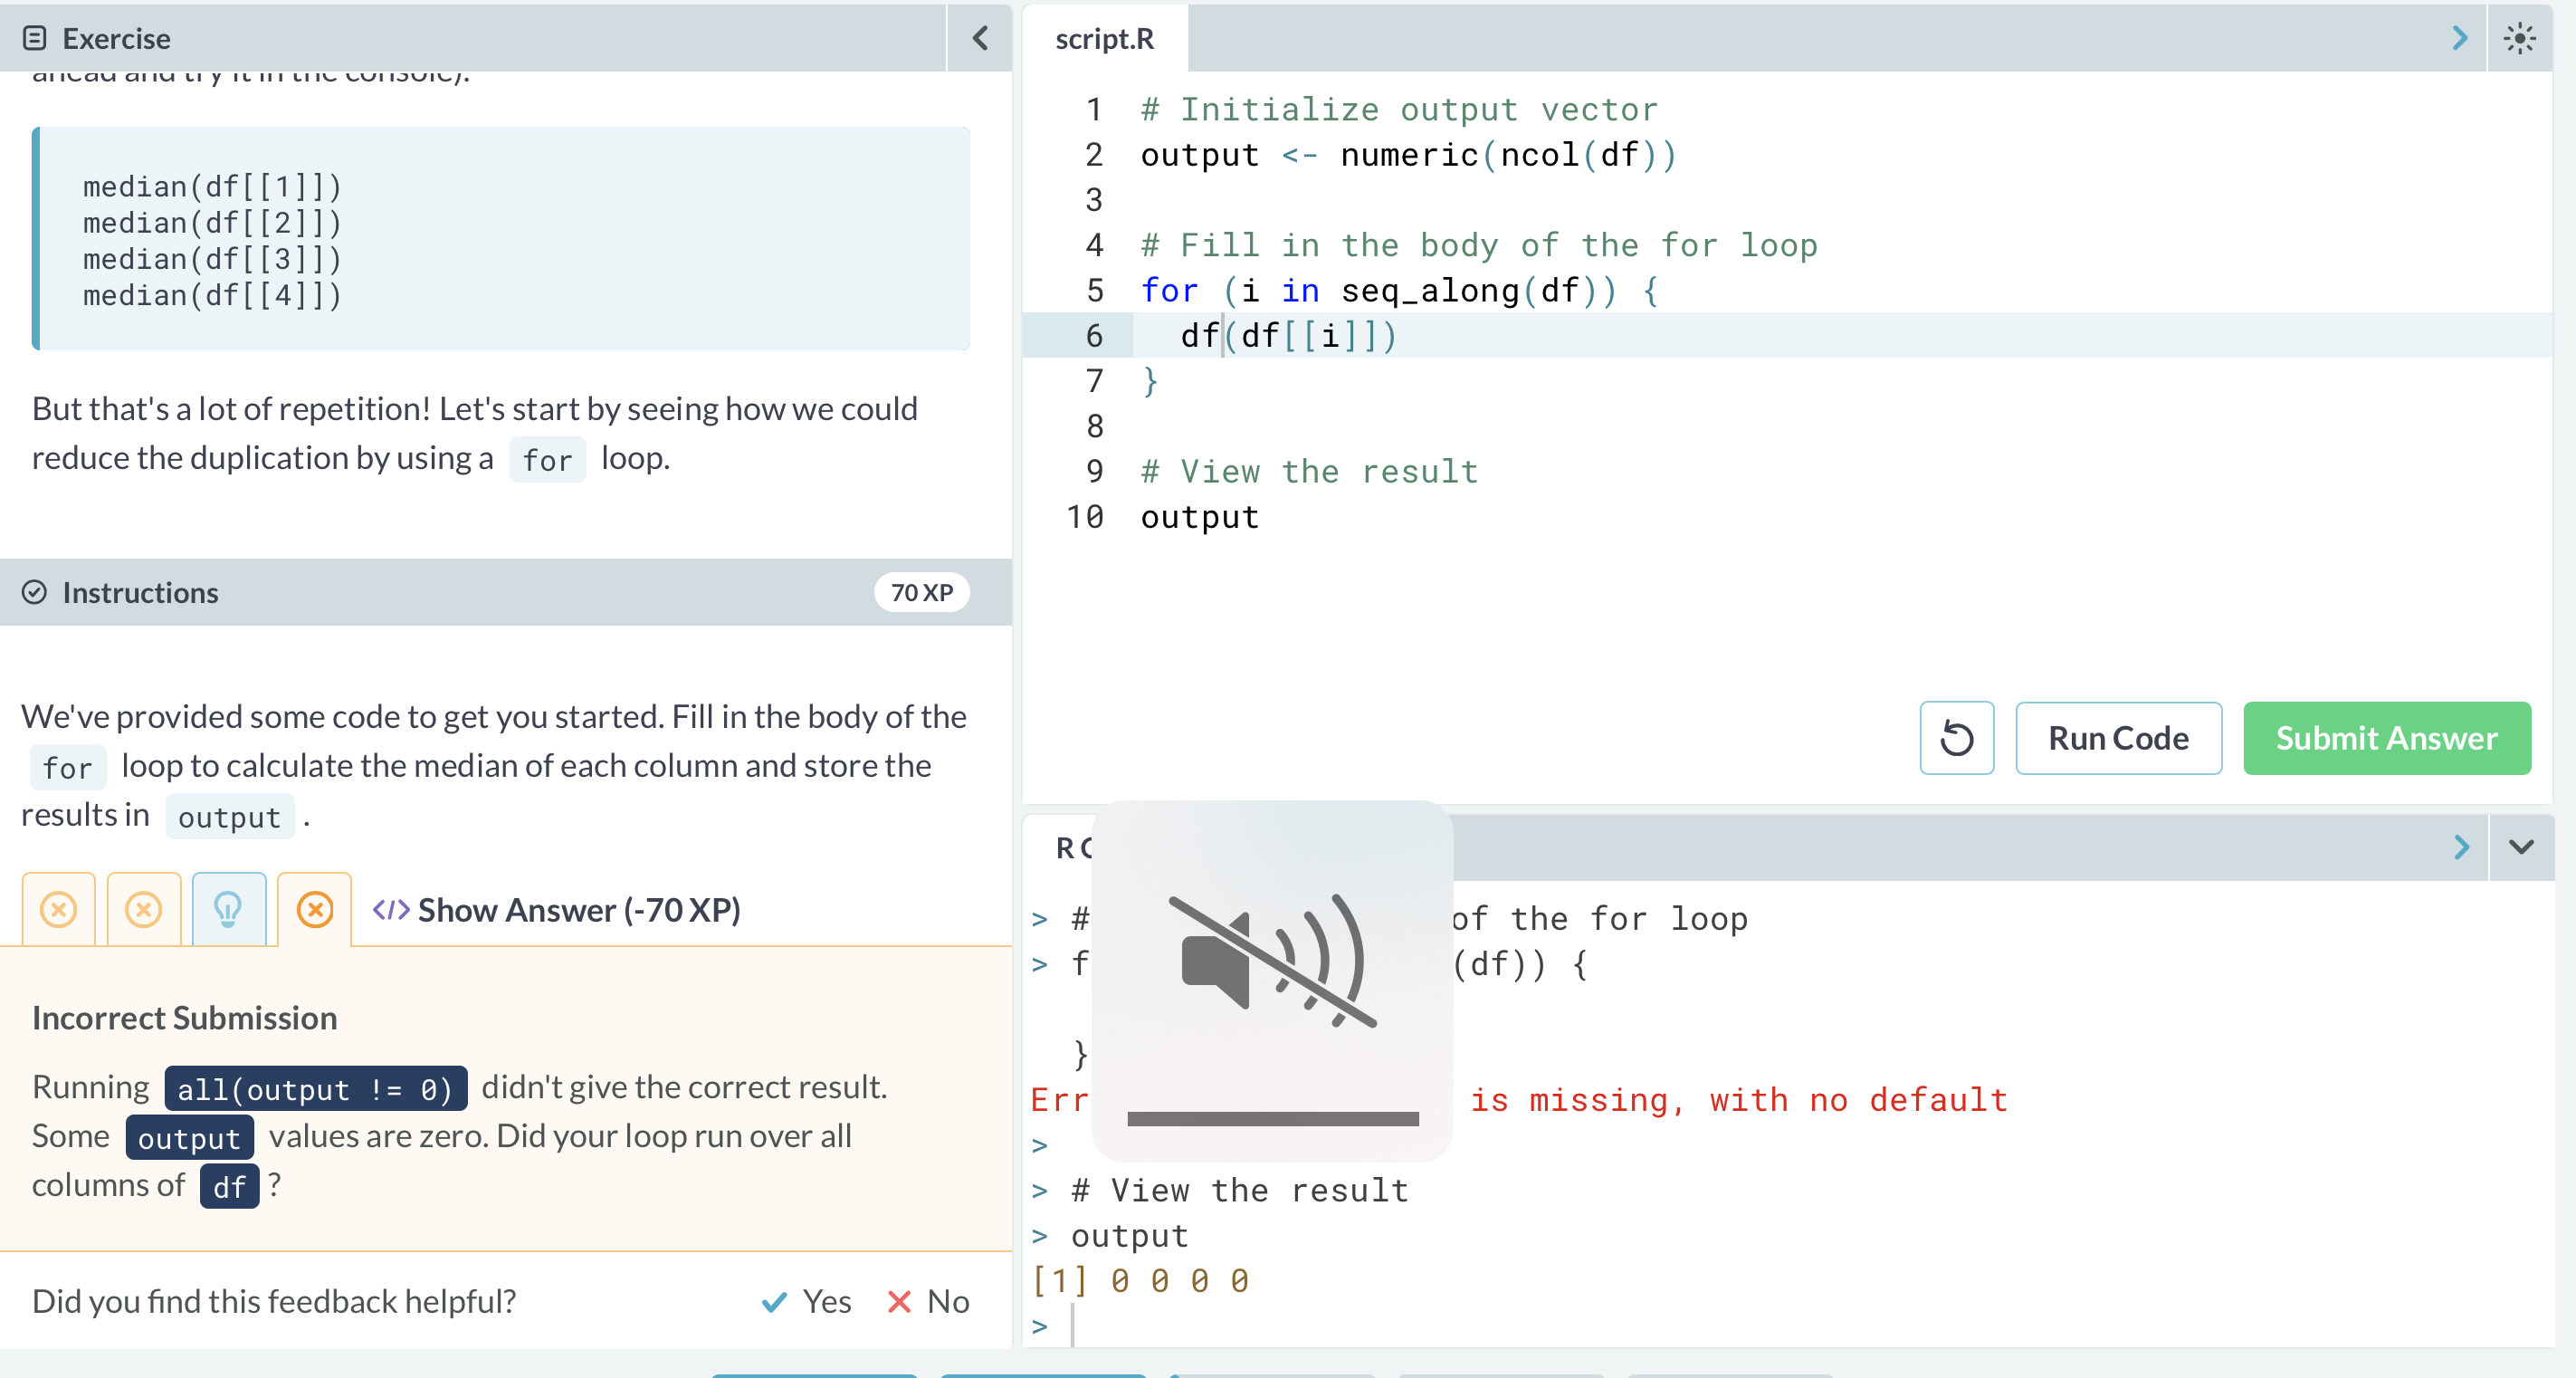 Exercise
ahead and try it in the console).
median(df[[1]])
median(df[[2]])
median(df[[3]])
median(df[[4]])
But that's a lot of repetition! Let's start by seeing how we could
reduce the duplication by using a for loop.
Instructions
70 XP
We've provided some code to get you started. Fill in the body of the
for loop to calculate the median of each column and store the
results in output .
</> Show Answer (-70 XP)
Incorrect Submission
Running all(output != 0) didn't give the correct result.
Some output values are zero. Did your loop run over all
columns of df ?
Did you find this feedback helpful?
Yes
No
script.R
1 # Initialize output vector
2 output <- numeric(ncol(df))
3
4 # Fill in the body of the for loop
5 for (i in seq_along(df)) {
6 df(df[[i]])
7 }
8
9 # View the result
10 output
Run Code
Submit Answer
R
> # of the for loop
> f (df)) {
}
Err is missing, with no default
>
> # View the result
> output
[1] 0 0 0 0
>